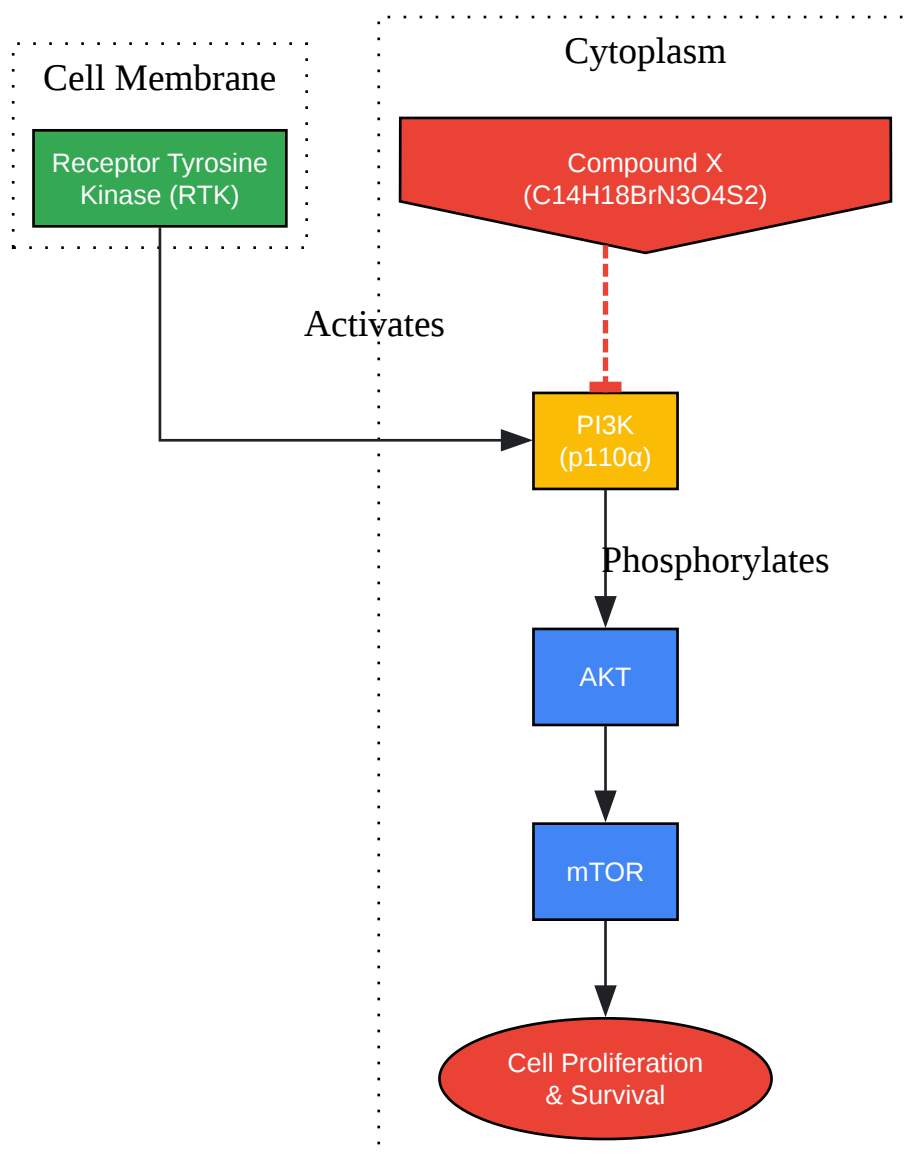 Cytoplasm
Cell Membrane
Compound X
(C14H18BrN3O4S2)
Receptor Tyrosine
Kinase (RTK)
Activates
PI3K
(p110α)
Phosphorylates
AKT
mTOR
Cell Proliferation
& Survival